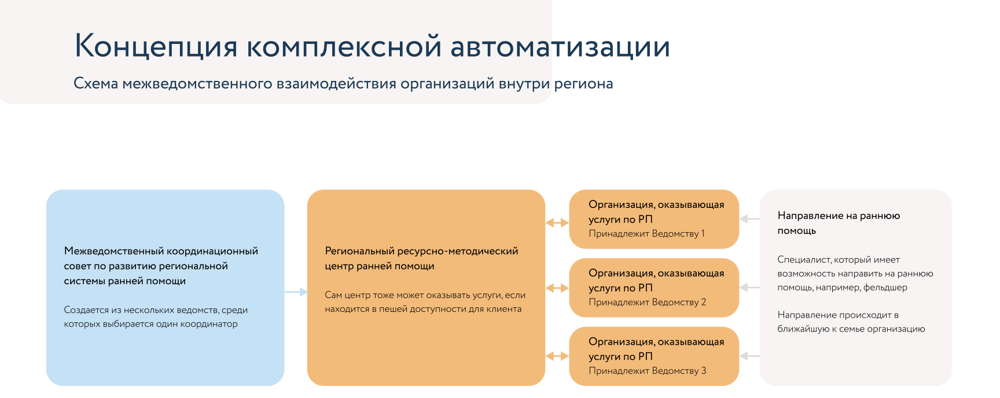 Концепция комплексной автоматизации
Схема межведомственного взаимодействия организаций внутри региона
Межведомственный координационный
совет по развитию региональной
системы ранней помощи
Создается из нескольких ведомств, среди
которых выбирается один координатор
Региональный ресурсно-методический
центр ранней помощи
Сам центр тоже может оказывать услуги, если
находится в пешей доступности для клиента
Организация, оказывающая
услуги по РП
Принадлежит Ведомству 1
Организация, оказывающая
услуги по РП
Принадлежит Ведомству 2
Организация, оказывающая
услуги по РП
Принадлежит Ведомству 3
Направление на раннюю
помощь
Специалист, который имеет
возможность направить на раннюю
помощь, например, фельдшер
Направление происходит в
ближайшую к семье организацию